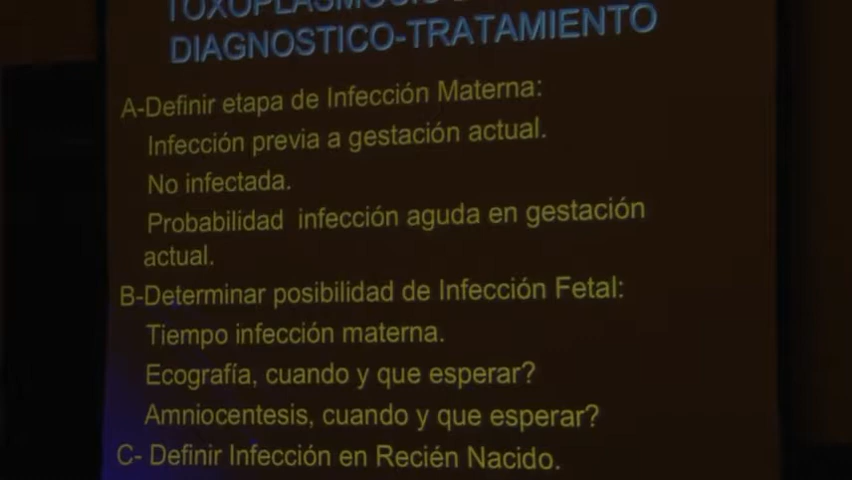 TOXOPLASMOSIS
DIAGNOSTICO-TRATAMIENTO
A-Definir etapa de Infección Materna:
Infección previa a gestación actual.
No infectada.
Probabilidad infección aguda en gestación
actual.
B-Determinar posibilidad de Infección Fetal:
Tiempo infección materna.
Ecografía, cuando y que esperar?
Amniocentesis, cuando y que esperar?
C- Definir Infección en Recién Nacido.